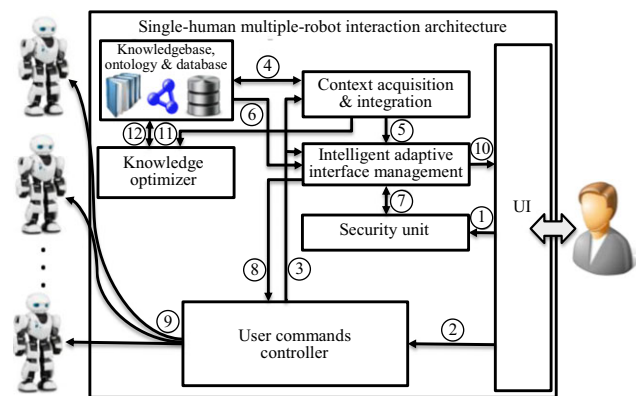 Single-human multiple-robot interaction architecture
Knowledgebase,
ontology & database
4
Context acquisition
& integration
6
12
11
5
Knowledge
optimizer
Intelligent adaptive
interface management
10
7
Security unit
1
UI
8
3
9
User commands
controller
2